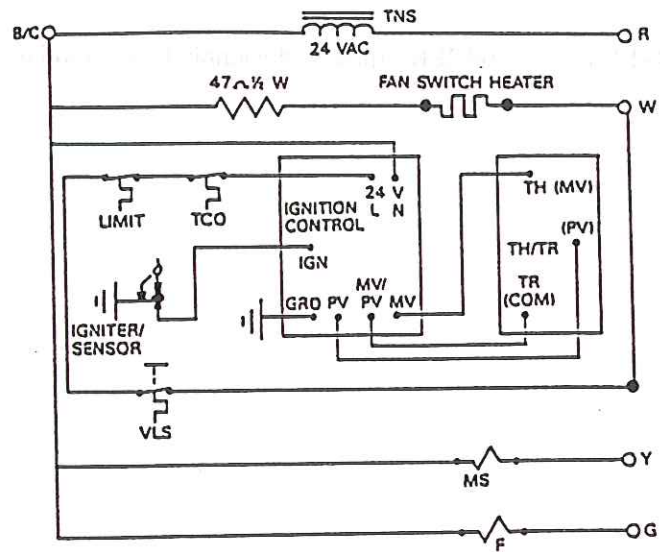 TNS
B/C
R
24 VAC
47Ω ½ W
FAN SWITCH HEATER
W
LIMIT
TCO
24 V
L N
IGNITION
CONTROL
IGN
TH (MV)
(PV)
TH/TR
TR
(COM)
MV/
GRD PV PV MV
IGNITER/
SENSOR
VLS
MS
Y
F
G